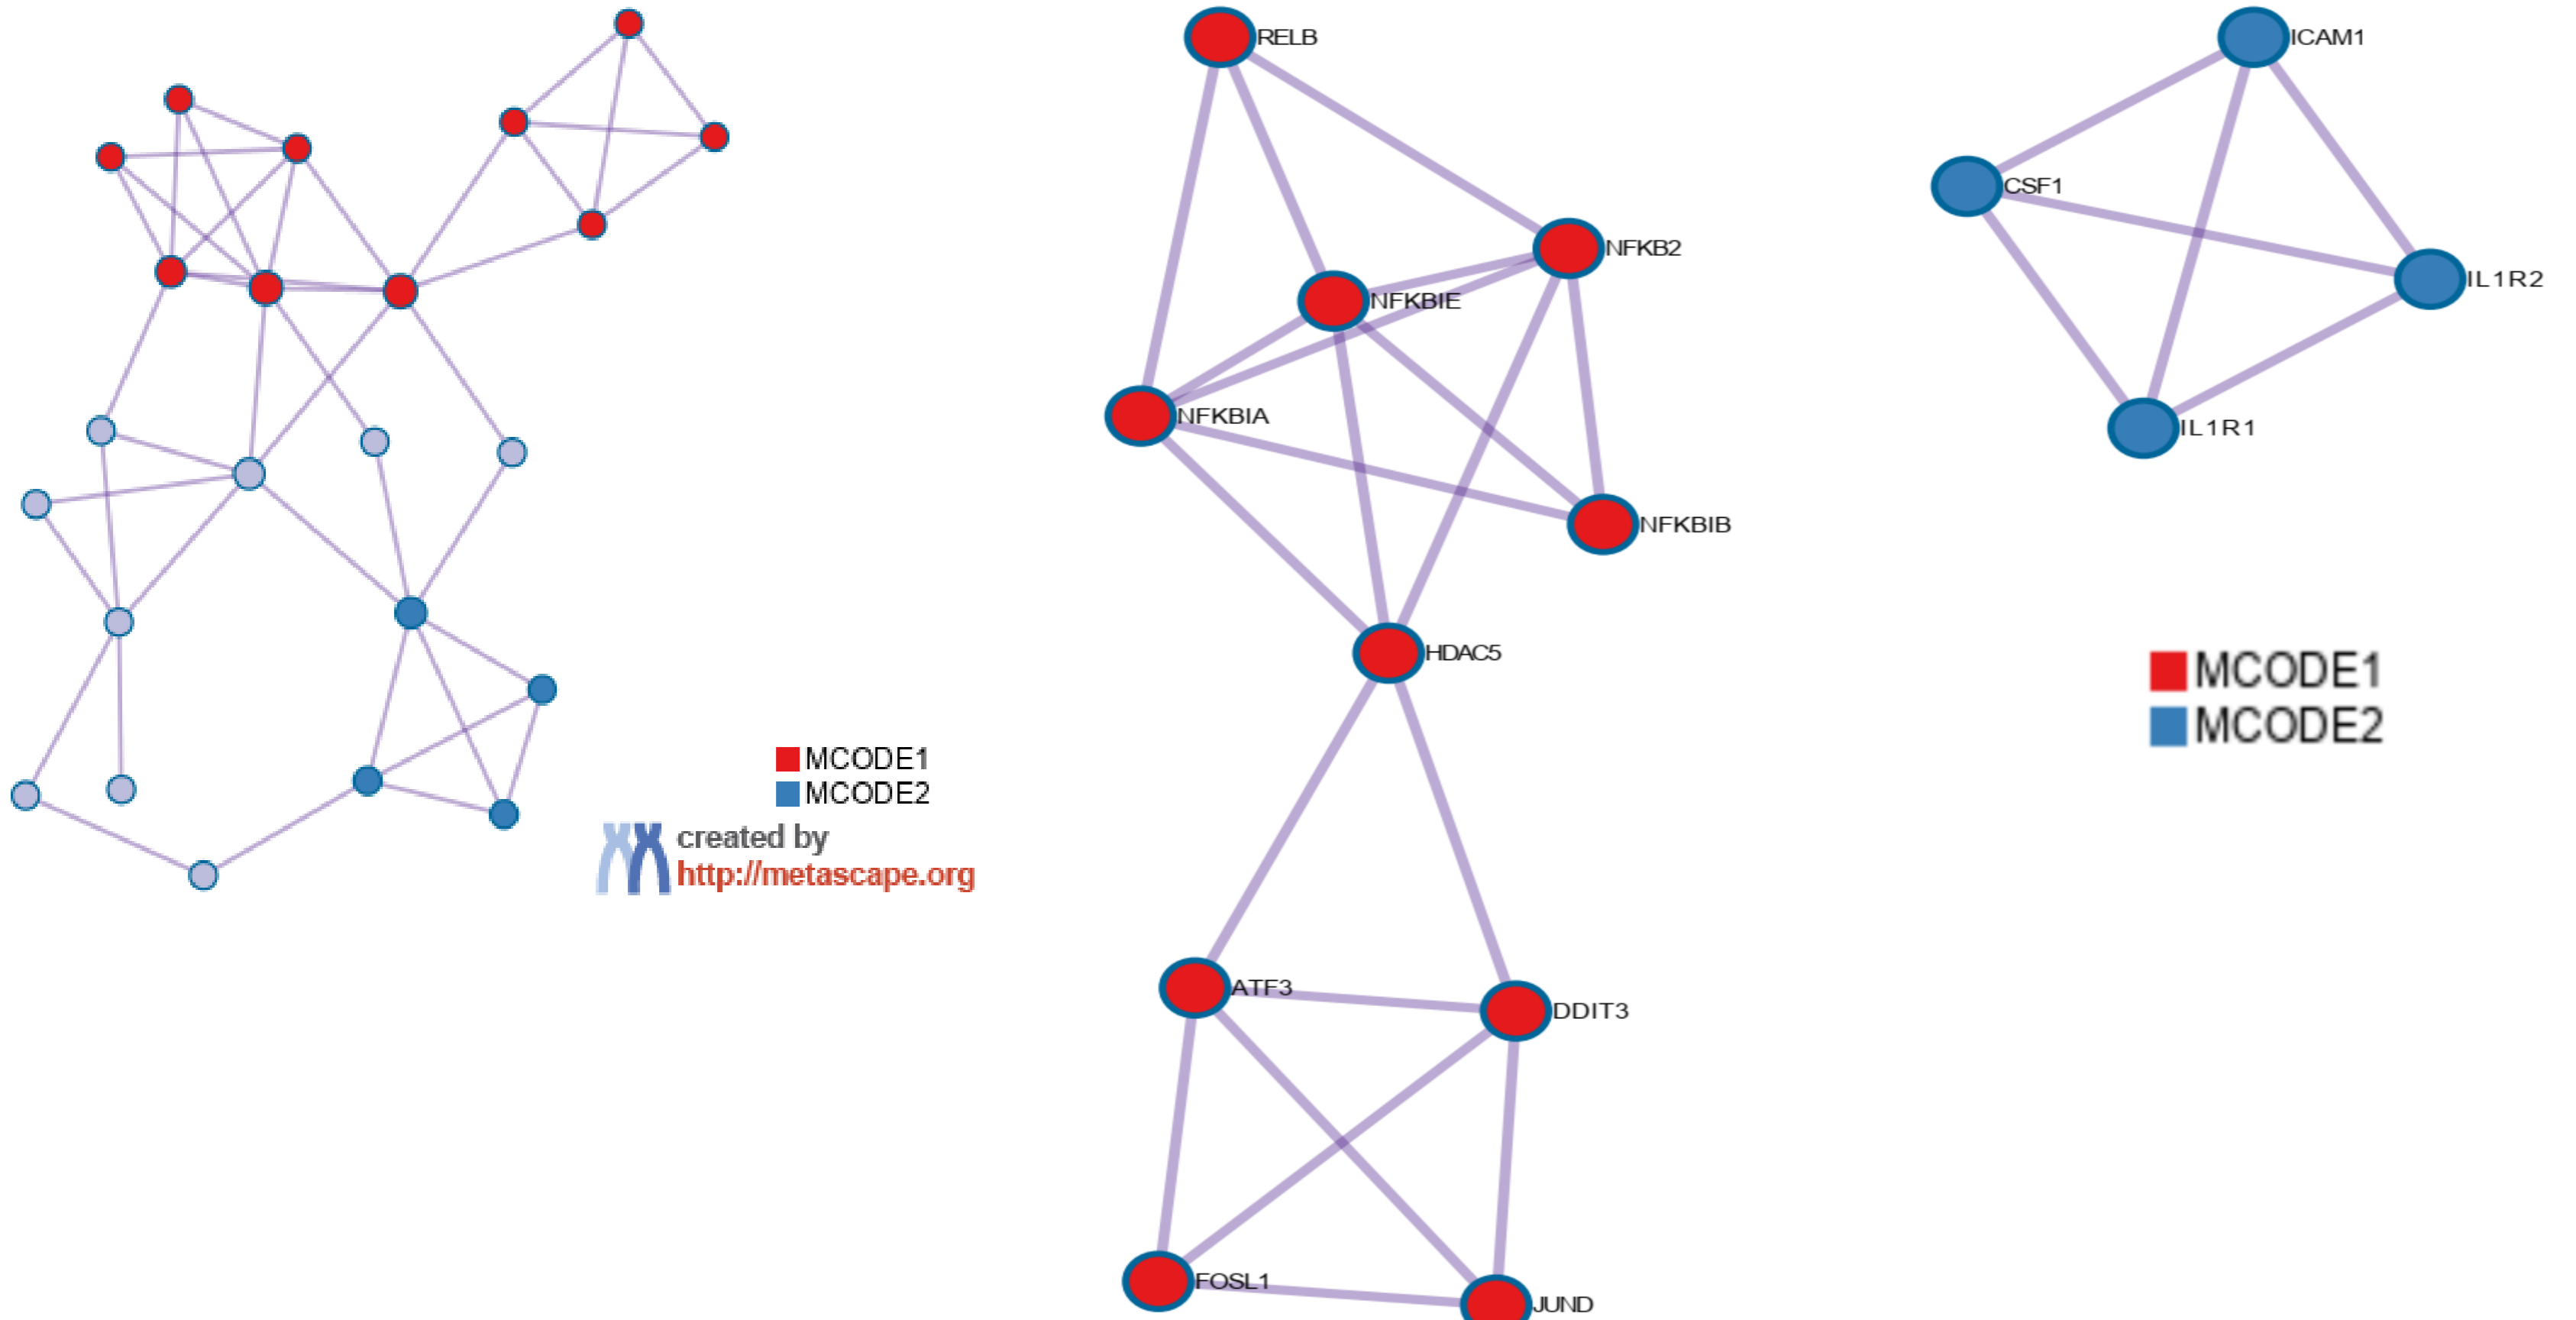 MCODE1
MCODE2
created by
http://metascape.org
RELB
NFKB2
NFKBIE
NFKBIA
NFKBIB
HDAC5
ATF3
DDIT3
FOSL1
JUND
ICAM1
CSF1
IL1R2
IL1R1
MCODE1
MCODE2